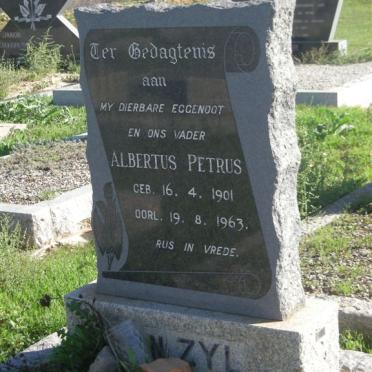 Ter Gedagtenis
aan
MY DIERBARE EGGENOOT
EN ONS VADER
ALBERTUS PETRUS
GEB. 16. 4. 1901
OORL. 19. 8. 1963.
RUS IN VREDE.
ZYL